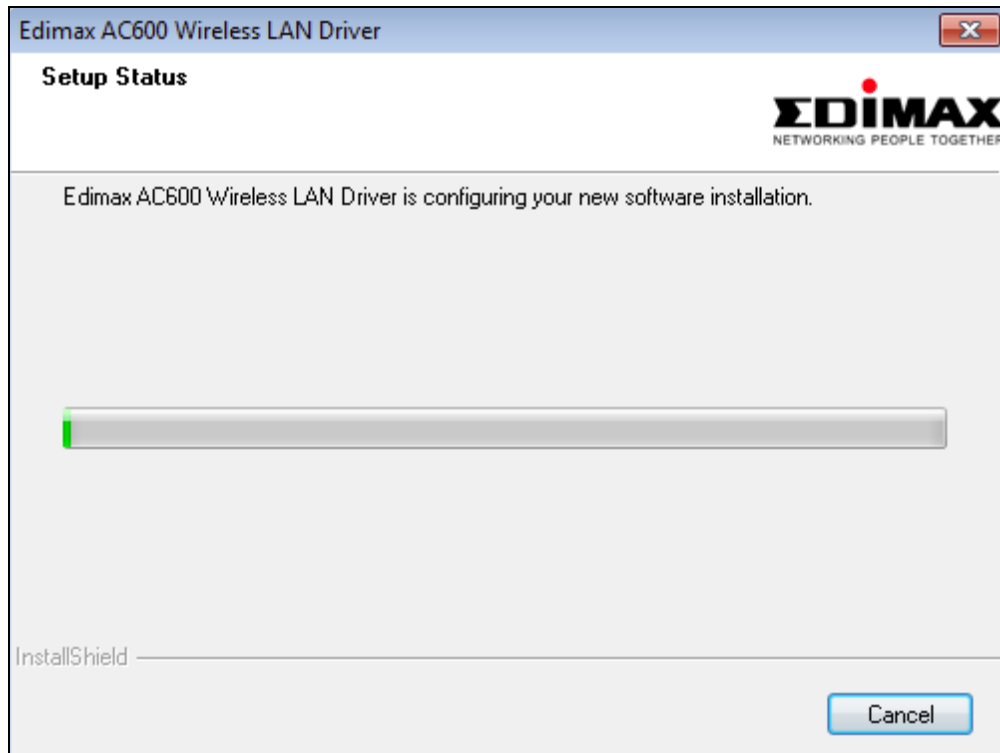 Edimax AC600 Wireless LAN Driver
Setup Status
EDiMAX
NETWORKING PEOPLE TOGETHER
Edimax AC600 Wireless LAN Driver is configuring your new software installation.
InstallShield
Cancel